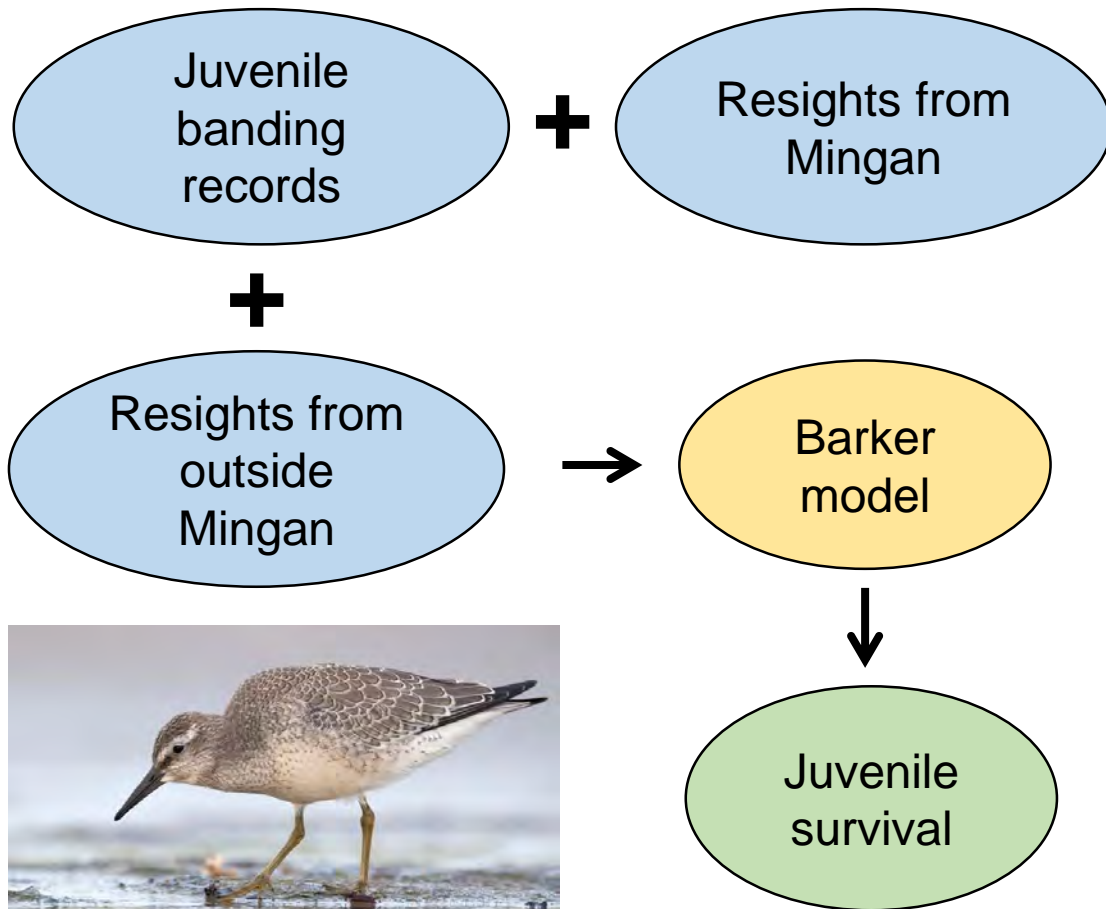 Juvenile
banding
records
+
Resights from
Mingan
+
Resights from
outside
Mingan
Barker
model
Juvenile
survival